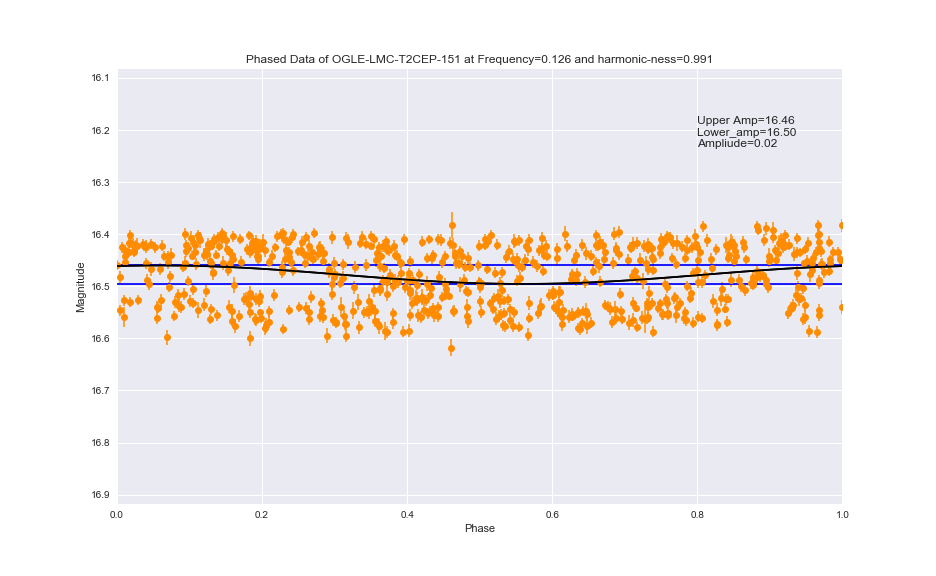 Phased Data of OGLE-LMC-T2CEP-151 at Frequency=0.126 and harmonic-ness=0.991
16.1
16.2
16.3
16.4
16.5
16.6
16.7
16.8
16.9
Magnitude
Upper Amp=16.46
Lower_amp=16.50
Ampliude=0.02
0.0 0.2 0.4 0.6 0.8 1.0
Phase